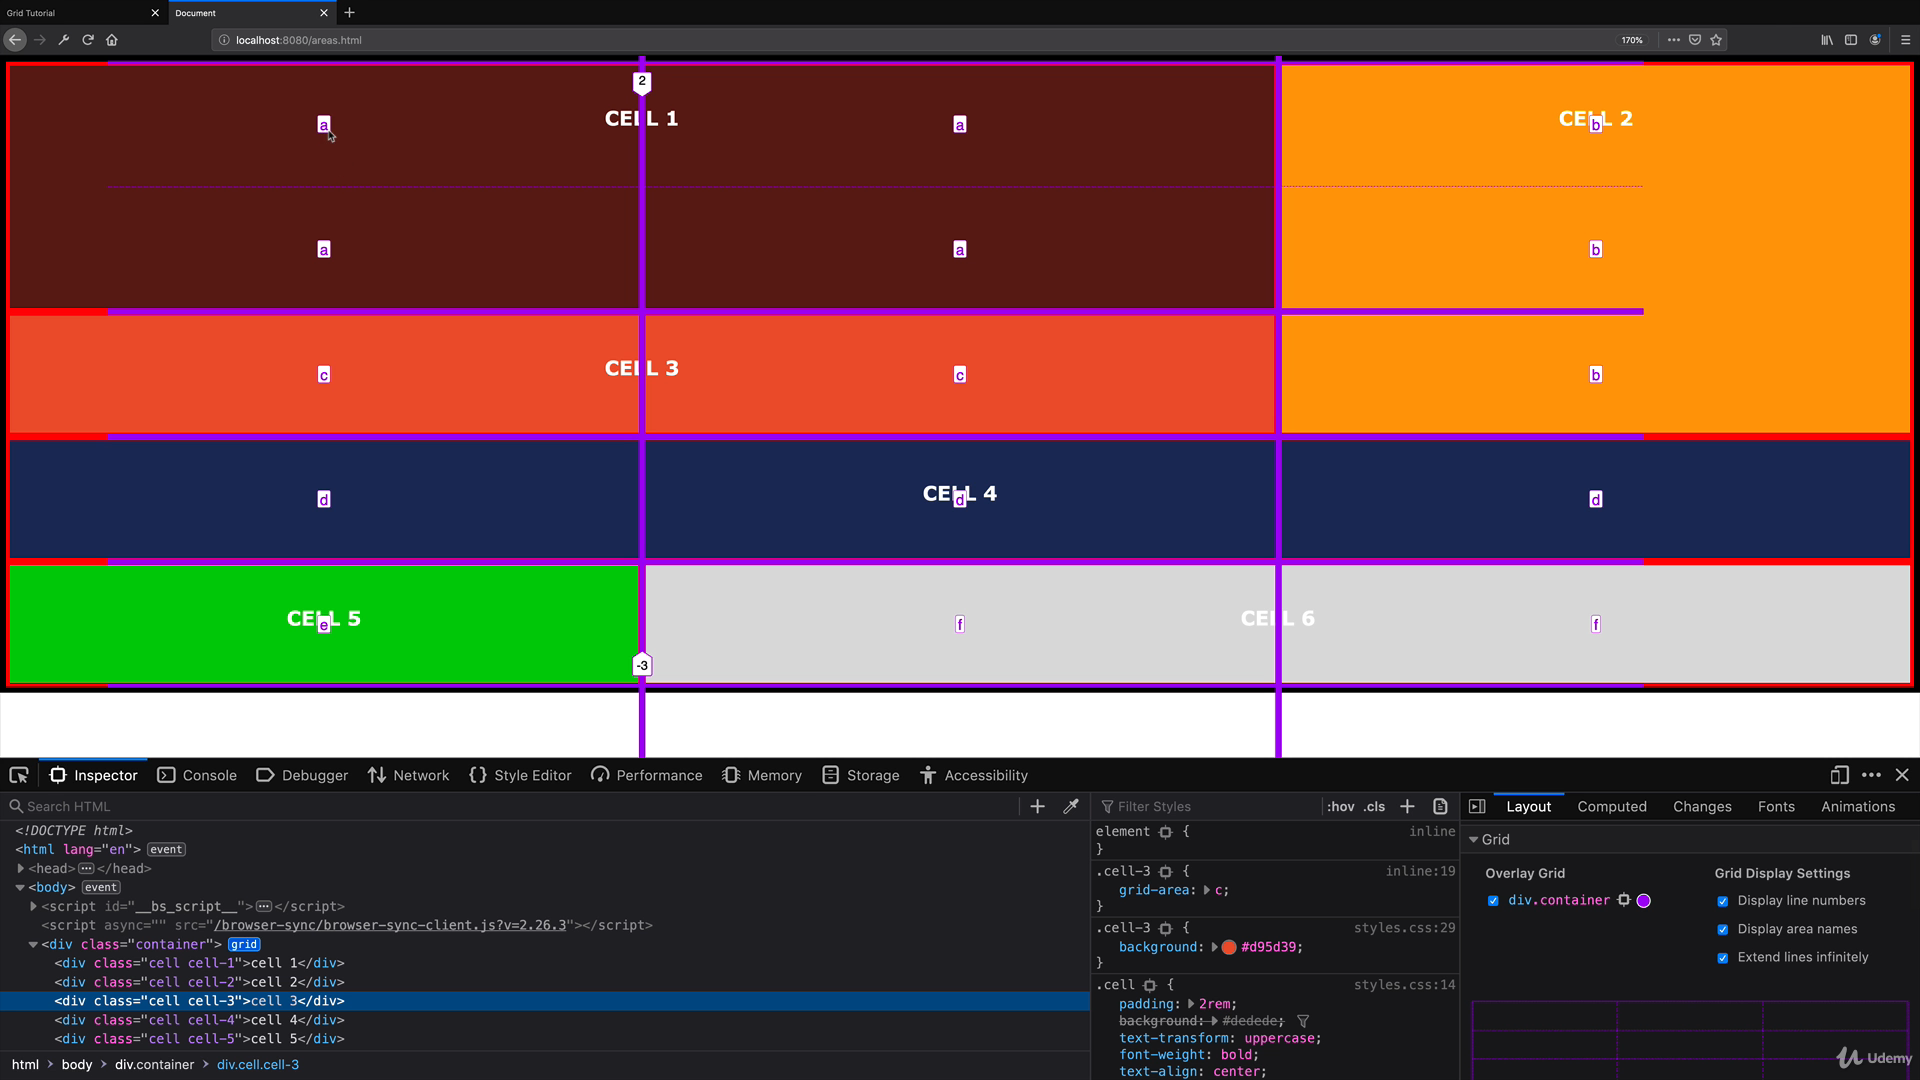 Grid Tutorial
Document
localhost:8080/areas.html
170%
2
CELL 1
CELL 2
a
a
b
a
a
b
CELL 3
c
c
b
CELL 4
d
d
d
CELL 5
CELL 6
e
f
f
-3
Inspector
Console
Debugger
Network
Style Editor
Performance
Memory
Storage
Accessibility
Search HTML
<!DOCTYPE html>
<html lang="en"> event
<head> ••• </head>
<body> event
<script id="__bs_script__"> ••• </script>
<script async="" src="/browser-sync/browser-sync-client.js?v=2.26.3"></script>
<div class="container"> grid
<div class="cell cell-1">cell 1</div>
<div class="cell cell-2">cell 2</div>
<div class="cell cell-3">cell 3</div>
<div class="cell cell-4">cell 4</div>
<div class="cell cell-5">cell 5</div>
html > body > div.container > div.cell.cell-3
Filter Styles
:hov .cls
element { inline
}
.cell-3 { inline:19
grid-area: c;
}
.cell-3 { styles.css:29
background: #d95d39;
}
.cell { styles.css:14
padding: 2rem;
background: #dedede;
text-transform: uppercase;
font-weight: bold;
text-align: center;
Layout
Computed
Changes
Fonts
Animations
Grid
Overlay Grid
div.container
Grid Display Settings
Display line numbers
Display area names
Extend lines infinitely
Udemy